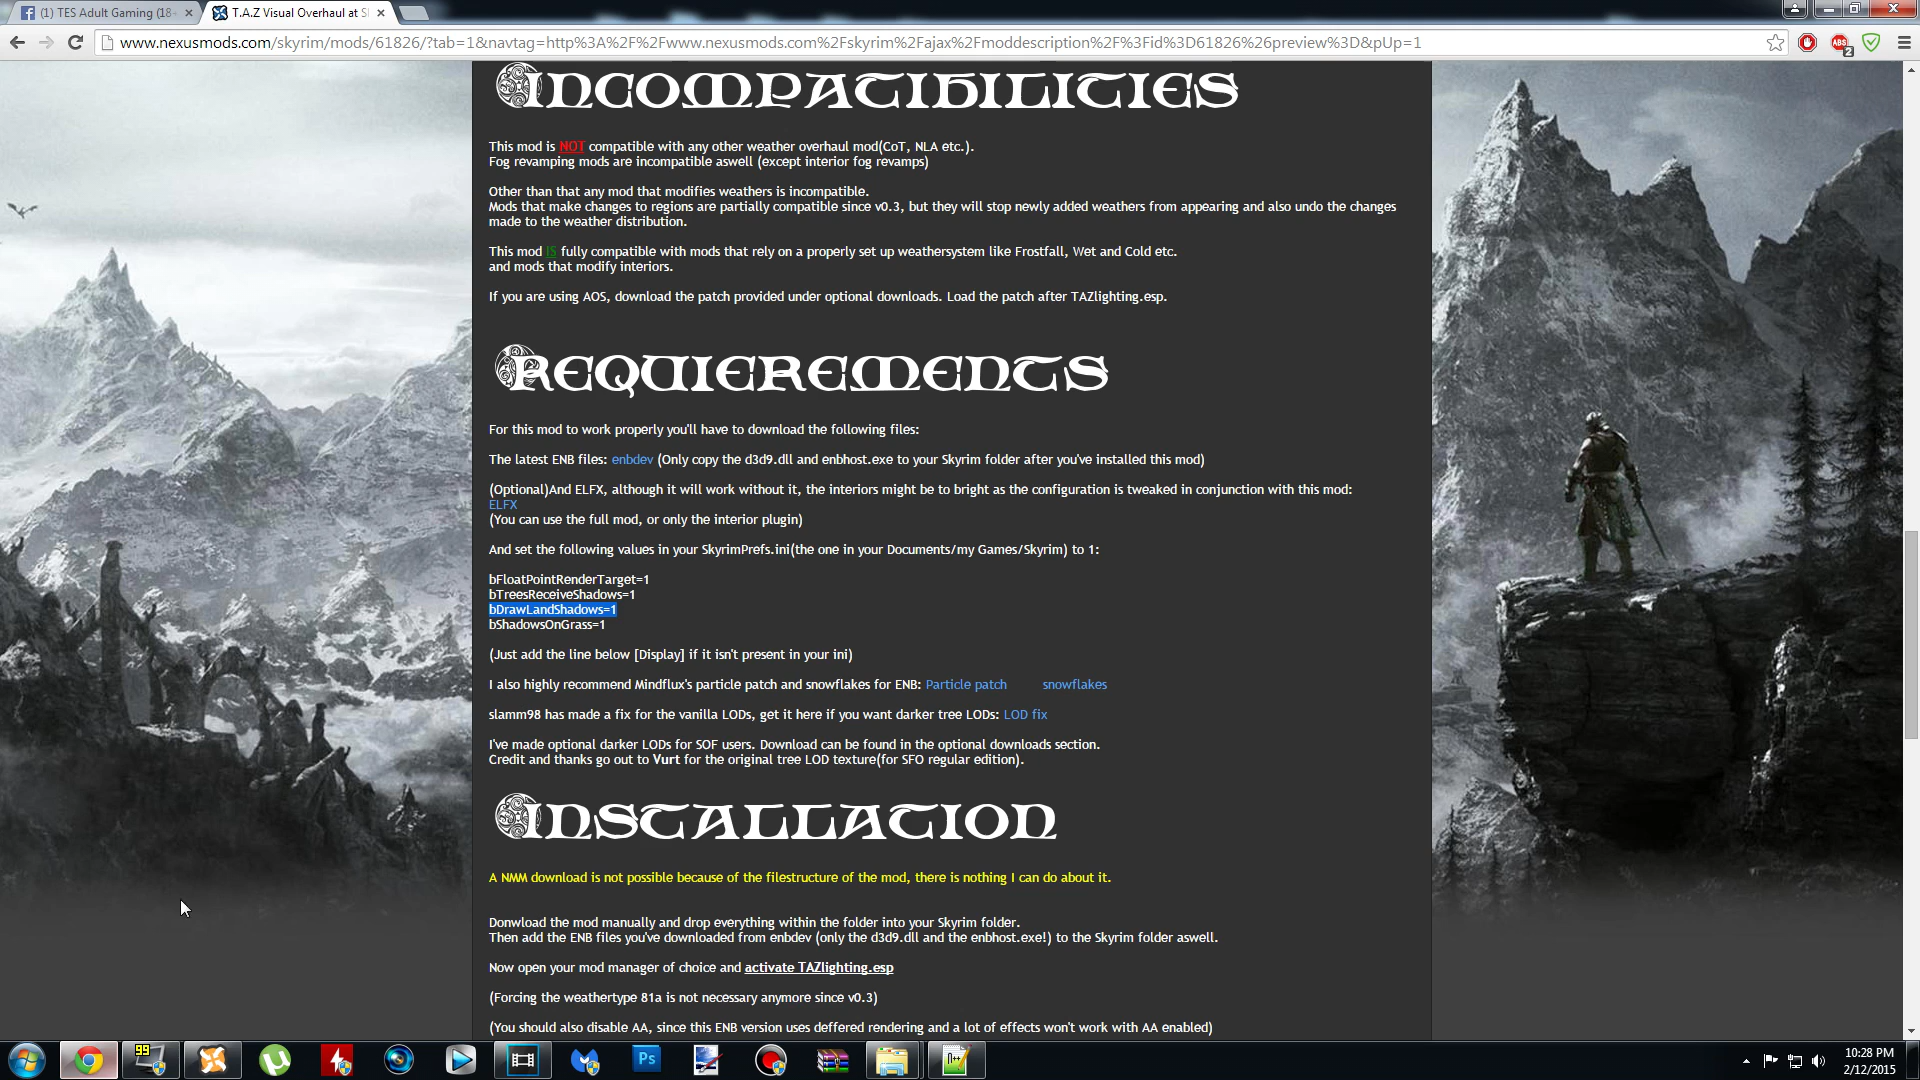 (1) TES Adult Gaming (18+
T.A.Z Visual Overhaul at S
www.nexusmods.com/skyrim/mods/61826/?tab=1&navtag=http%3A%2F%2Fwww.nexusmods.com%2Fskyrim%2Fajax%2Fmoddescription%2F%3Fid%3D61826%26preview%3D&pUp=1
ABS
2
INCOMPATIBILITIES
This mod is NOT compatible with any other weather overhaul mod(CoT, NLA etc.).
Fog revamping mods are incompatible aswell (except interior fog revamps)
Other than that any mod that modifies weathers is incompatible.
Mods that make changes to regions are partially compatible since v0.3, but they will stop newly added weathers from appearing and also undo the changes
made to the weather distribution.
This mod IS fully compatible with mods that rely on a properly set up weathersystem like Frostfall, Wet and Cold etc.
and mods that modify interiors.
If you are using AOS, download the patch provided under optional downloads. Load the patch after TAZlighting.esp.
REQUIEREMENTS
For this mod to work properly you'll have to download the following files:
The latest ENB files: enbdev (Only copy the d3d9.dll and enbhost.exe to your Skyrim folder after you've installed this mod)
(Optional)And ELFX, although it will work without it, the interiors might be to bright as the configuration is tweaked in conjunction with this mod:
ELFX
(You can use the full mod, or only the interior plugin)
And set the following values in your SkyrimPrefs.ini(the one in your Documents/my Games/Skyrim) to 1:
bFloatPointRenderTarget=1
bTreesReceiveShadows=1
bDrawLandShadows=1
bShadowsOnGrass=1
(Just add the line below [Display] if it isn't present in your ini)
I also highly recommend Mindflux's particle patch and snowflakes for ENB: Particle patch snowflakes
slamm98 has made a fix for the vanilla LODs, get it here if you want darker tree LODs: LOD fix
I've made optional darker LODs for SOF users. Download can be found in the optional downloads section.
Credit and thanks go out to Vurt for the original tree LOD texture(for SFO regular edition).
INSTALLATION
A NMM download is not possible because of the filestructure of the mod, there is nothing I can do about it.
Donwload the mod manually and drop everything within the folder into your Skyrim folder.
Then add the ENB files you've downloaded from enbdev (only the d3d9.dll and the enbhost.exe!) to the Skyrim folder aswell.
Now open your mod manager of choice and activate TAZlighting.esp
(Forcing the weathertype 81a is not necessary anymore since v0.3)
(You should also disable AA, since this ENB version uses deffered rendering and a lot of effects won't work with AA enabled)
99
Ps
10:28 PM
2/12/2015